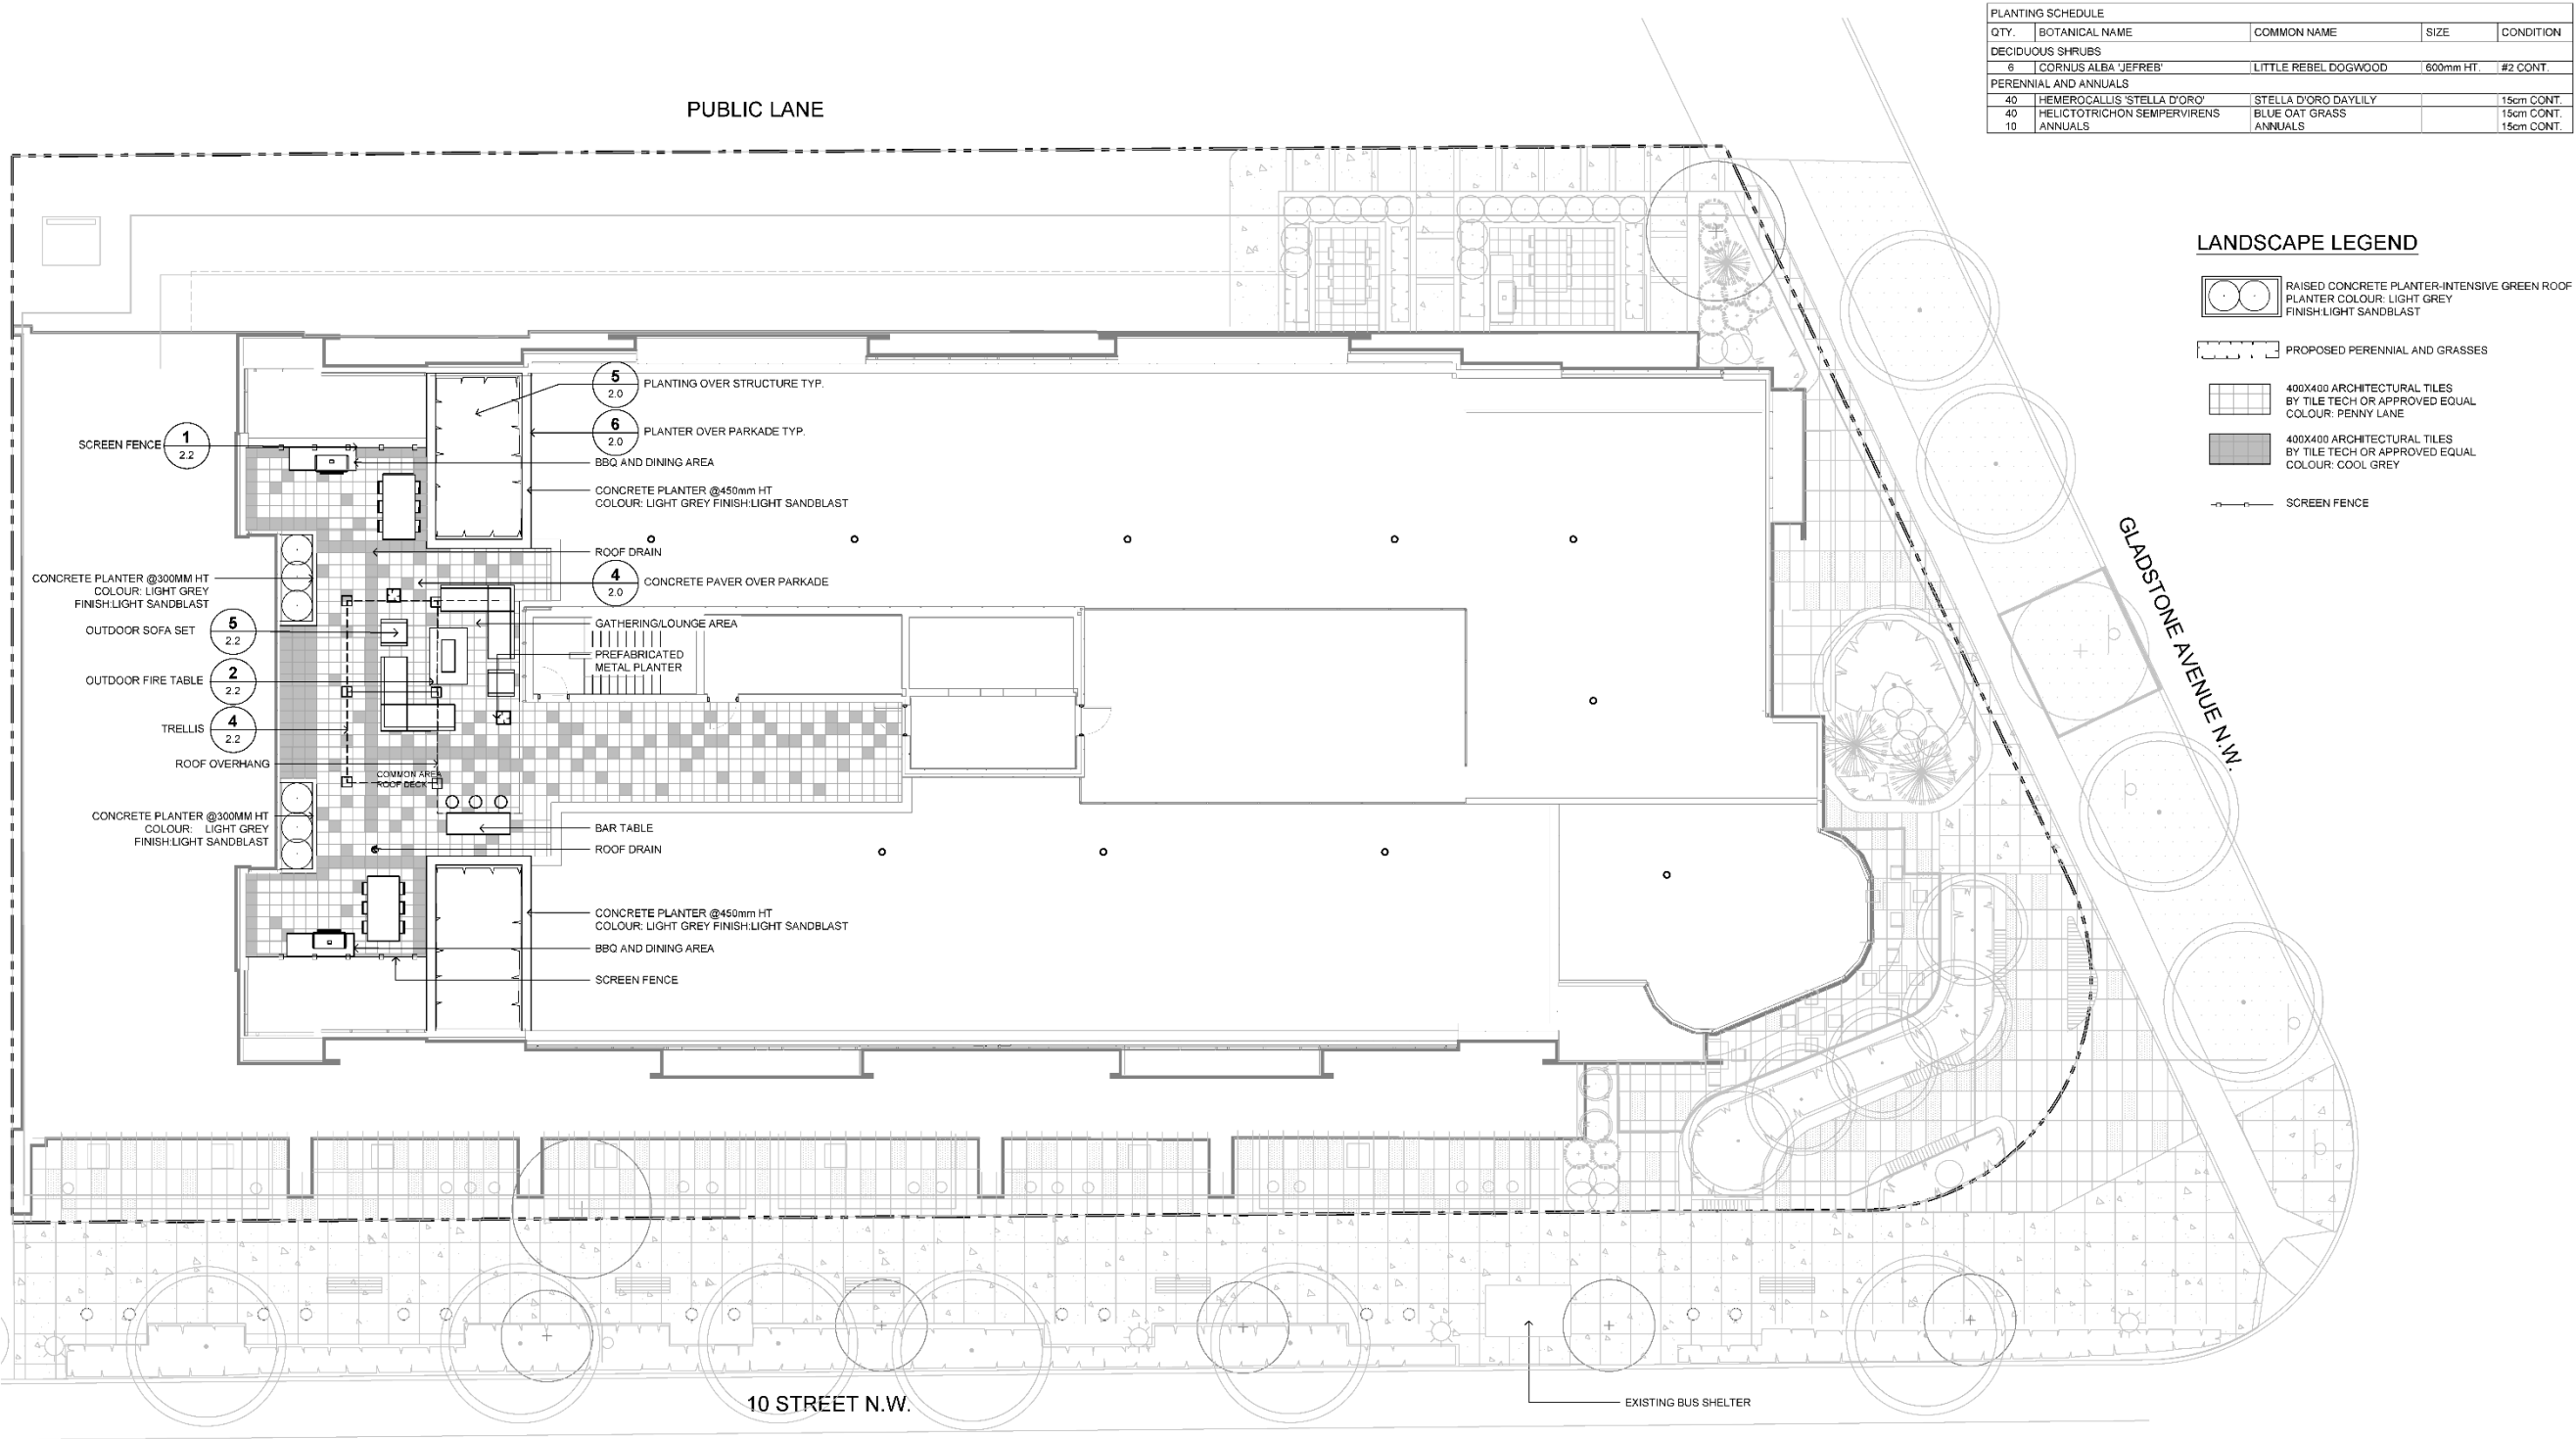 PLANTING SCHEDULE
QTY. BOTANICAL NAME COMMON NAME SIZE CONDITION
DECIDUOUS SHRUBS
6 CORNUS ALBA 'JEFREB' LITTLE REBEL DOGWOOD 600mm HT. #2 CONT.
PERENNIAL AND ANNUALS
40 HEMEROCALLIS 'STELLA D'ORO' STELLA D'ORO DAYLILY 15cm CONT.
40 HELICTOTRICHON SEMPERVIRENS BLUE OAT GRASS 15cm CONT.
10 ANNUALS ANNUALS 15cm CONT.
PUBLIC LANE
LANDSCAPE LEGEND
RAISED CONCRETE PLANTER-INTENSIVE GREEN ROOF
PLANTER COLOUR: LIGHT GREY
FINISH:LIGHT SANDBLAST
PROPOSED PERENNIAL AND GRASSES
400X400 ARCHITECTURAL TILES
BY TILE TECH OR APPROVED EQUAL
COLOUR: PENNY LANE
400X400 ARCHITECTURAL TILES
BY TILE TECH OR APPROVED EQUAL
COLOUR: COOL GREY
SCREEN FENCE
GLADSTONE AVENUE N.W.
SCREEN FENCE 1
2.2
CONCRETE PLANTER @300MM HT
COLOUR: LIGHT GREY
FINISH:LIGHT SANDBLAST
OUTDOOR SOFA SET 5
2.2
OUTDOOR FIRE TABLE 2
2.2
TRELLIS 4
2.2
ROOF OVERHANG
CONCRETE PLANTER @300MM HT
COLOUR: LIGHT GREY
FINISH:LIGHT SANDBLAST
COMMON AREA
ROOF DECK
5
2.0
PLANTING OVER STRUCTURE TYP.
6
2.0
PLANTER OVER PARKADE TYP.
BBQ AND DINING AREA
CONCRETE PLANTER @450mm HT
COLOUR: LIGHT GREY FINISH:LIGHT SANDBLAST
ROOF DRAIN
4
2.0
CONCRETE PAVER OVER PARKADE
GATHERING/LOUNGE AREA
PREFABRICATED
METAL PLANTER
BAR TABLE
ROOF DRAIN
CONCRETE PLANTER @450mm HT
COLOUR: LIGHT GREY FINISH:LIGHT SANDBLAST
BBQ AND DINING AREA
SCREEN FENCE
10 STREET N.W.
EXISTING BUS SHELTER